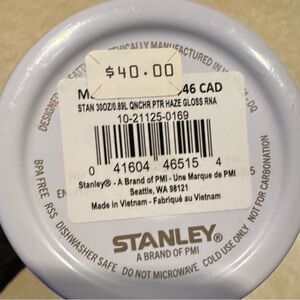 $40.00
46 CAD
STAN 30OZ/0.89L QNCHR PTR HAZE GLOSS RNA
10-21125-0169
0 41604 46515 4
Stanley® - A Brand of PMI - Une Marque de PMI
Seattle, WA 98121
Made in Vietnam - Fabriqué au Vietnam
STANLEY®
A BRAND OF PMI
ETHICALLY MANUFACTURED IN
DESIGNED
BPA FREE
DISHWASHER SAFE
DO NOT MICROWAVE
COLD USE ONLY
NOT FOR CARBONATION